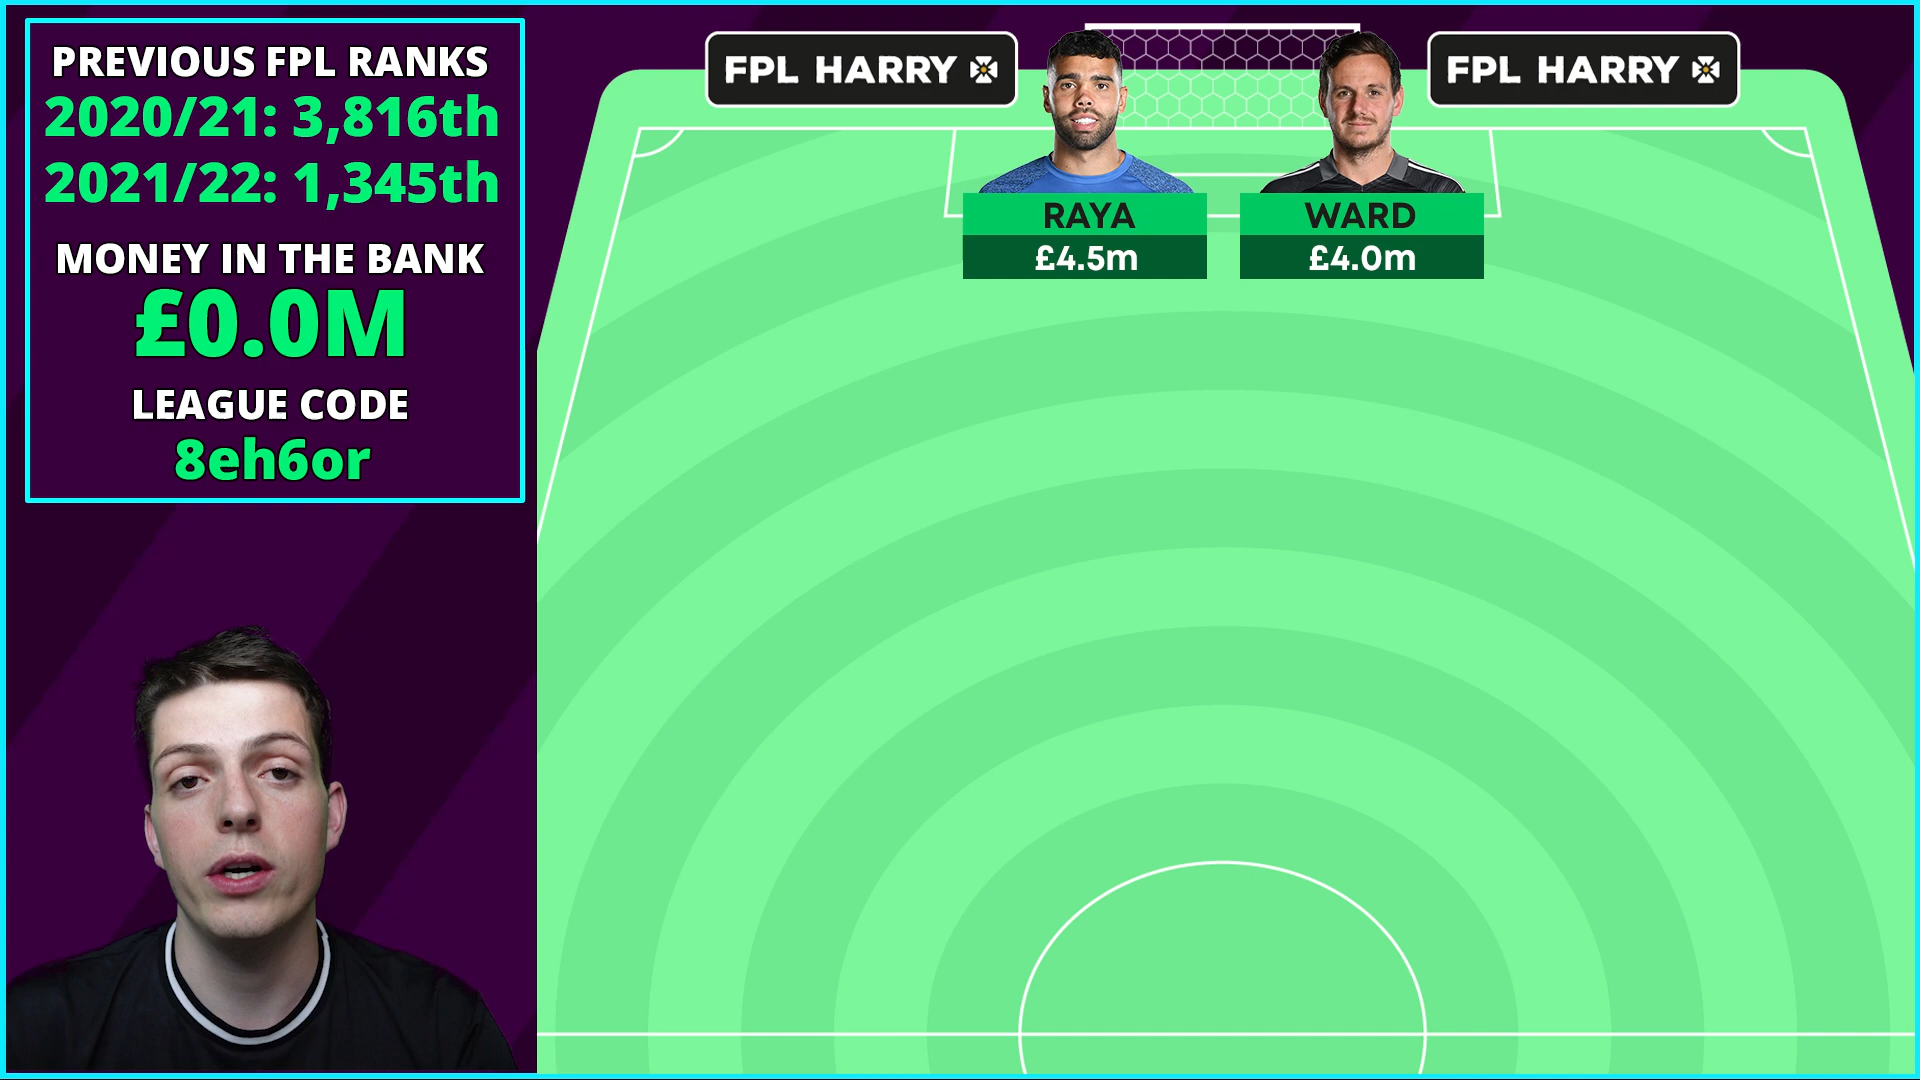 PREVIOUS FPL RANKS
2020/21: 3,816th
2021/22: 1,345th
MONEY IN THE BANK
£0.0M
LEAGUE CODE
8eh6or
FPL HARRY
FPL HARRY
RAYA
£4.5m
WARD
£4.0m